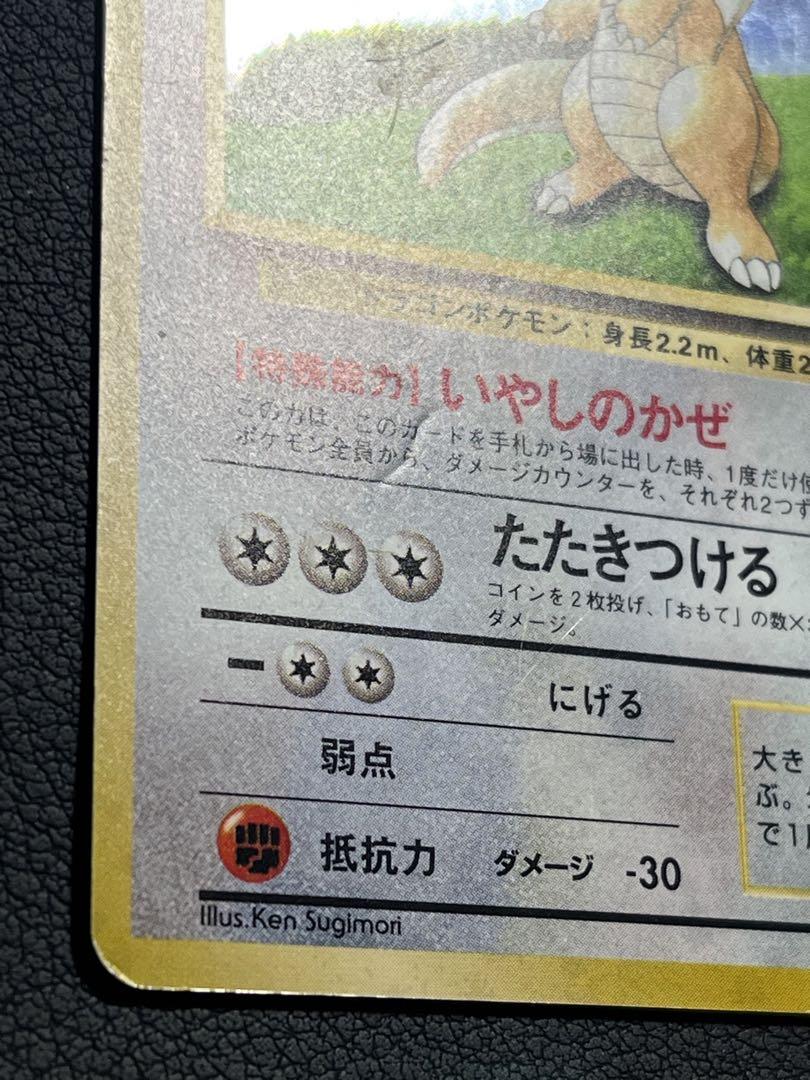 ドラゴンポケモン：身長2.2m、体重2
[特殊能力] いやしのかぜ
この力は、このカードを手札から場に出した時、1度だけ使
ポケモン全員から、ダメージカウンターを、それぞれ2つず
たたきつける
コインを2枚投げ、「おもて」の数×
ダメージ。
にげる
弱点
抵抗力 ダメージ -30
大き
ぶ。
で1
Illus.Ken Sugimori